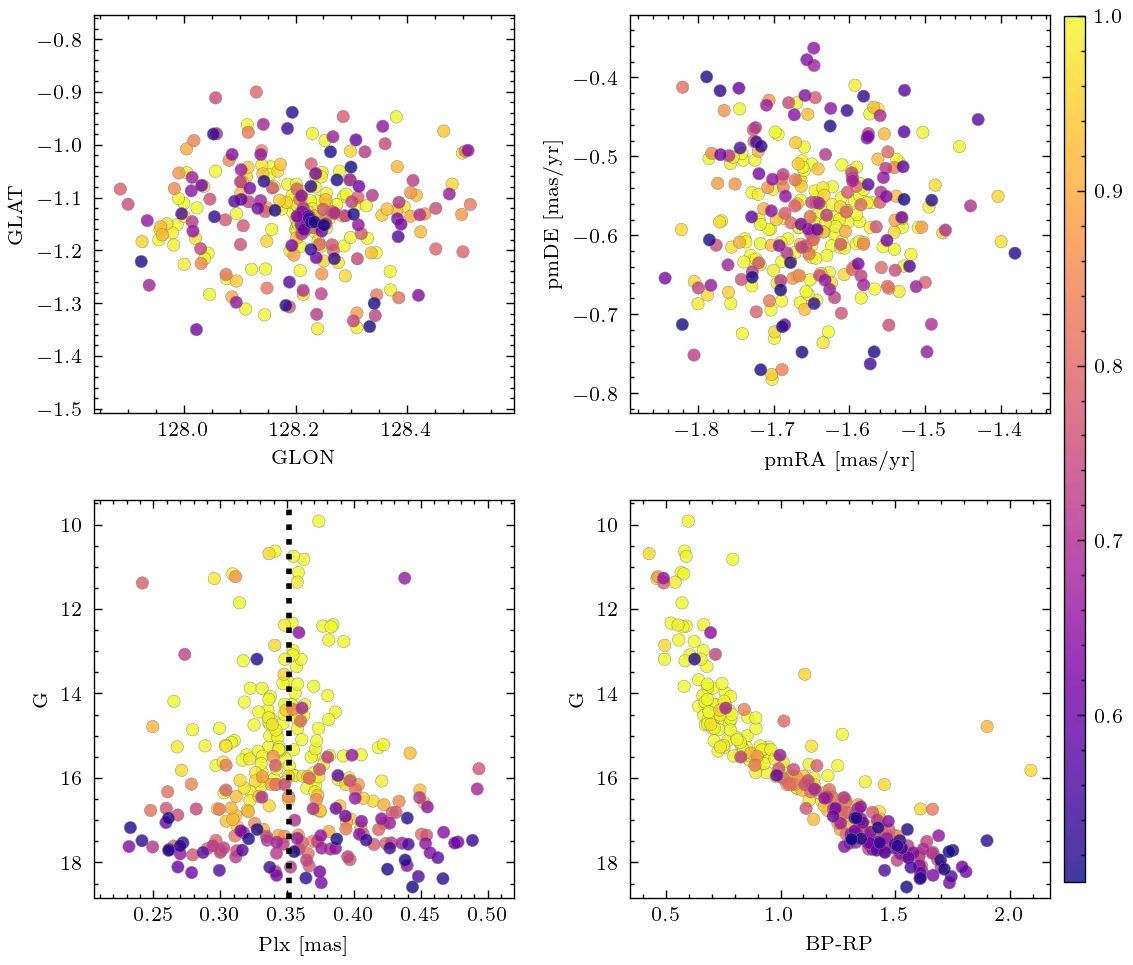 −0.8
−0.9
−1.0
−1.1
−1.2
−1.3
−1.4
−1.5
GLAT
128.0 128.2 128.4
GLON
−0.4
−0.5
−0.6
−0.7
−0.8
pmDE [mas/yr]
−1.8 −1.7 −1.6 −1.5 −1.4
pmRA [mas/yr]
1.0
0.9
0.8
0.7
0.6
10
12
14
16
18
G
0.25 0.30 0.35 0.40 0.45 0.50
Plx [mas]
10
12
14
16
18
G
0.5 1.0 1.5 2.0
BP-RP